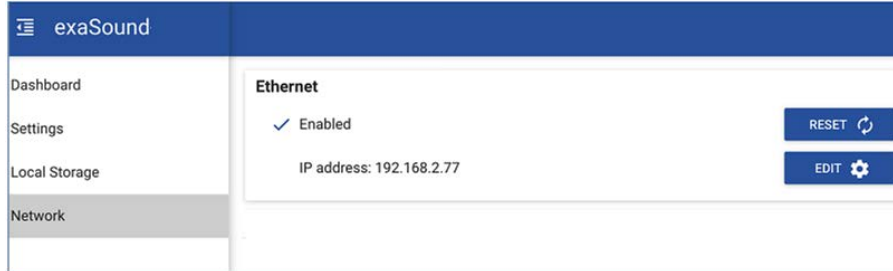 exaSound
Dashboard
Settings
Local Storage
Network
Ethernet
Enabled
RESET
IP address: 192.168.2.77
EDIT